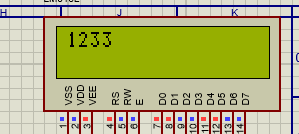 H J K
1233
VSS VDD VEE RS RW E D0 D1 D2 D3 D4 D5 D6 D7
1 2 3 4 5 6 7 8 9 10 11 12 13 14